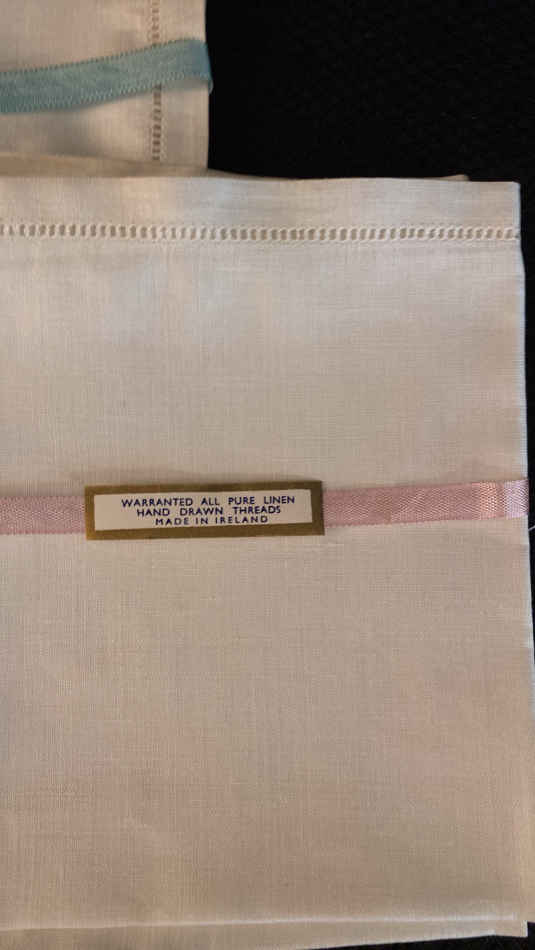 WARRANTED ALL PURE LINEN
HAND DRAWN THREADS
MADE IN IRELAND